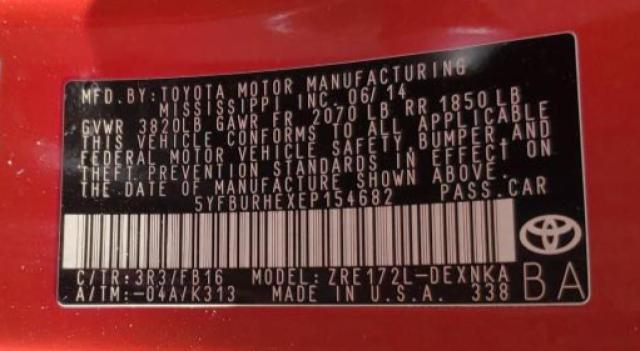 MFD.BY:TOYOTA MOTOR MANUFACTURING
MISSISSIPPI INC. 06/14
GVWR 3820LB GAWR FR 2070 LB RR 1850 LB
THIS VEHICLE CONFORMS TO ALL APPLICABLE
FEDERAL MOTOR VEHICLE SAFETY,BUMPER,AND
THEFT PREVENTION STANDARDS IN EFFECT ON
THE DATE OF MANUFACTURE SHOWN ABOVE.
5YFBURHEXEP154682 PASS.CAR
C/TR:3R3/FB16 MODEL:ZRE172L-DEXNKA
A/TM:-04A/K313 MADE IN U.S.A. 338
BA